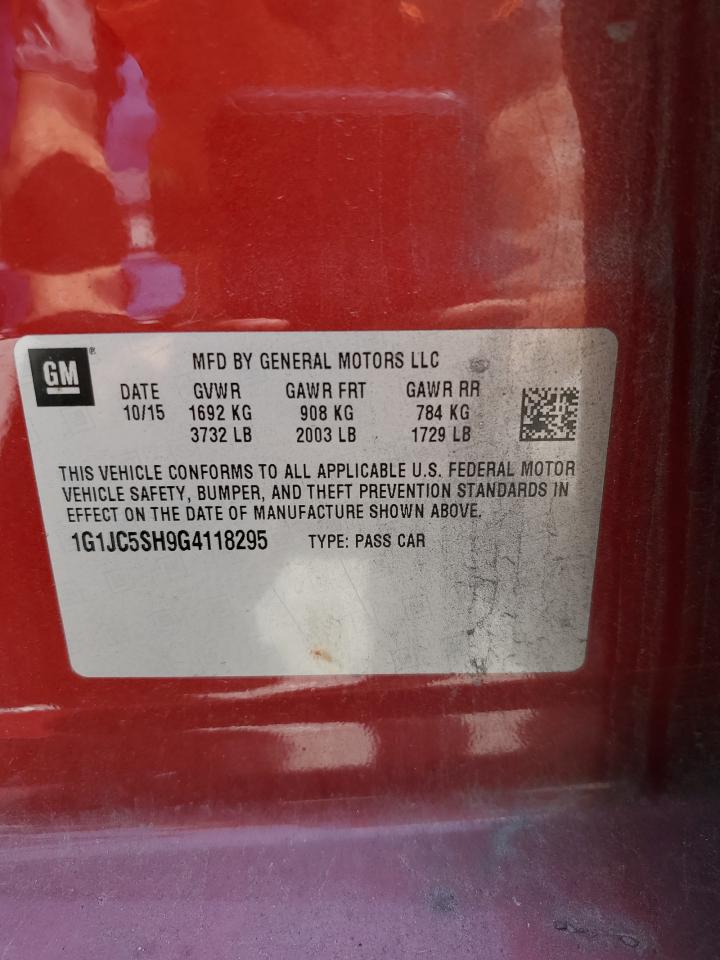 GM® MFD BY GENERAL MOTORS LLC
DATE GVWR GAWR FRT GAWR RR
10/15 1692 KG 908 KG 784 KG
3732 LB 2003 LB 1729 LB
THIS VEHICLE CONFORMS TO ALL APPLICABLE U.S. FEDERAL MOTOR
VEHICLE SAFETY, BUMPER, AND THEFT PREVENTION STANDARDS IN
EFFECT ON THE DATE OF MANUFACTURE SHOWN ABOVE.
1G1JC5SH9G4118295 TYPE: PASS CAR